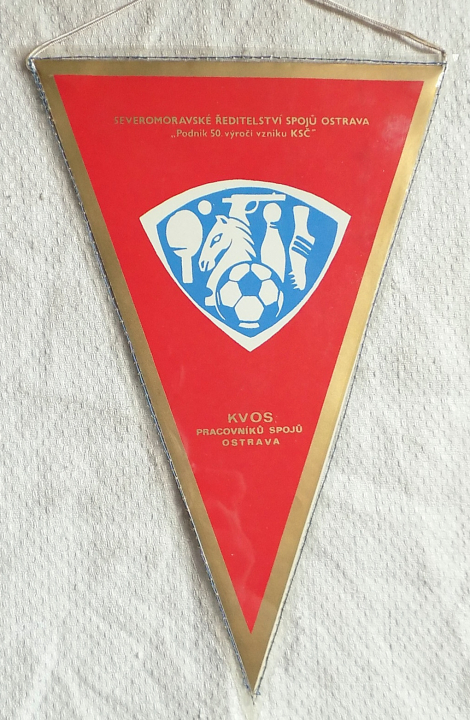 SEVEROMORAVSKÉ ŘEDITELSTVÍ SPOJŮ OSTRAVA
„Podnik 50. výročí vzniku KSČ“
KVOS
PRACOVNÍKŮ SPOJŮ
OSTRAVA